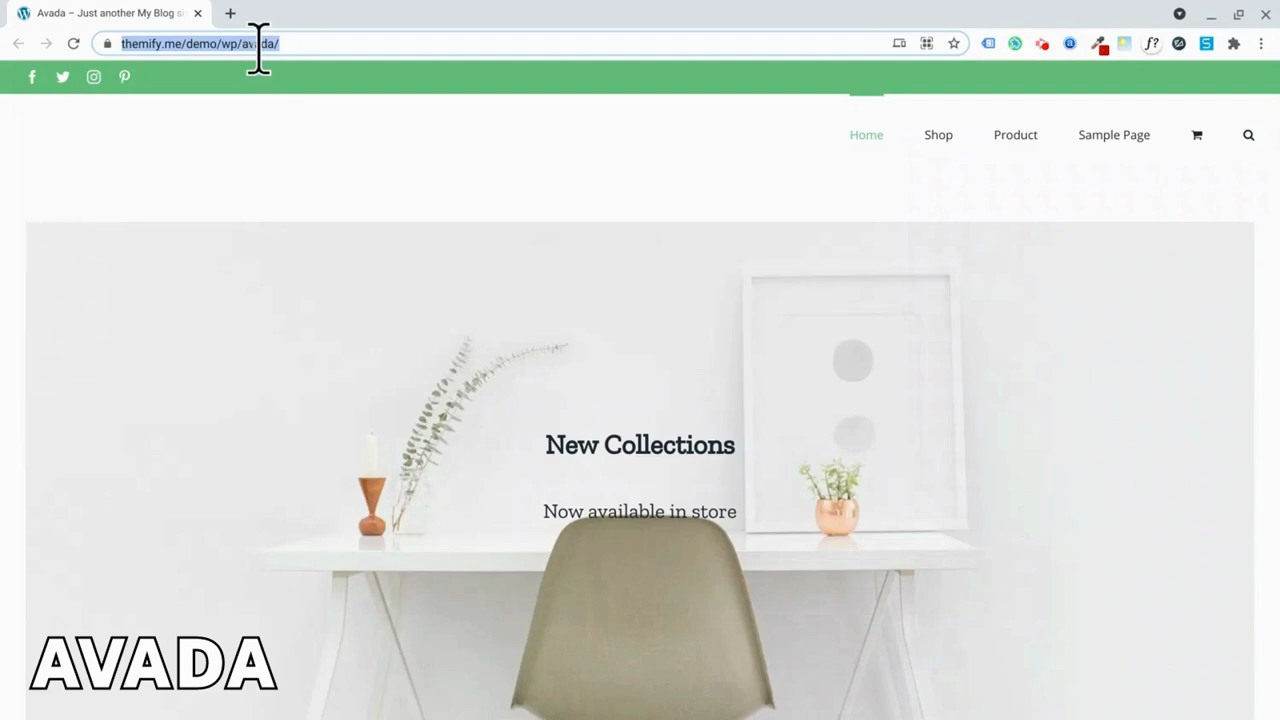 Avada – Just another My Blog si
themify.me/demo/wp/avada/
f?
Home
Shop
Product
Sample Page
New Collections
Now available in store
AVADA